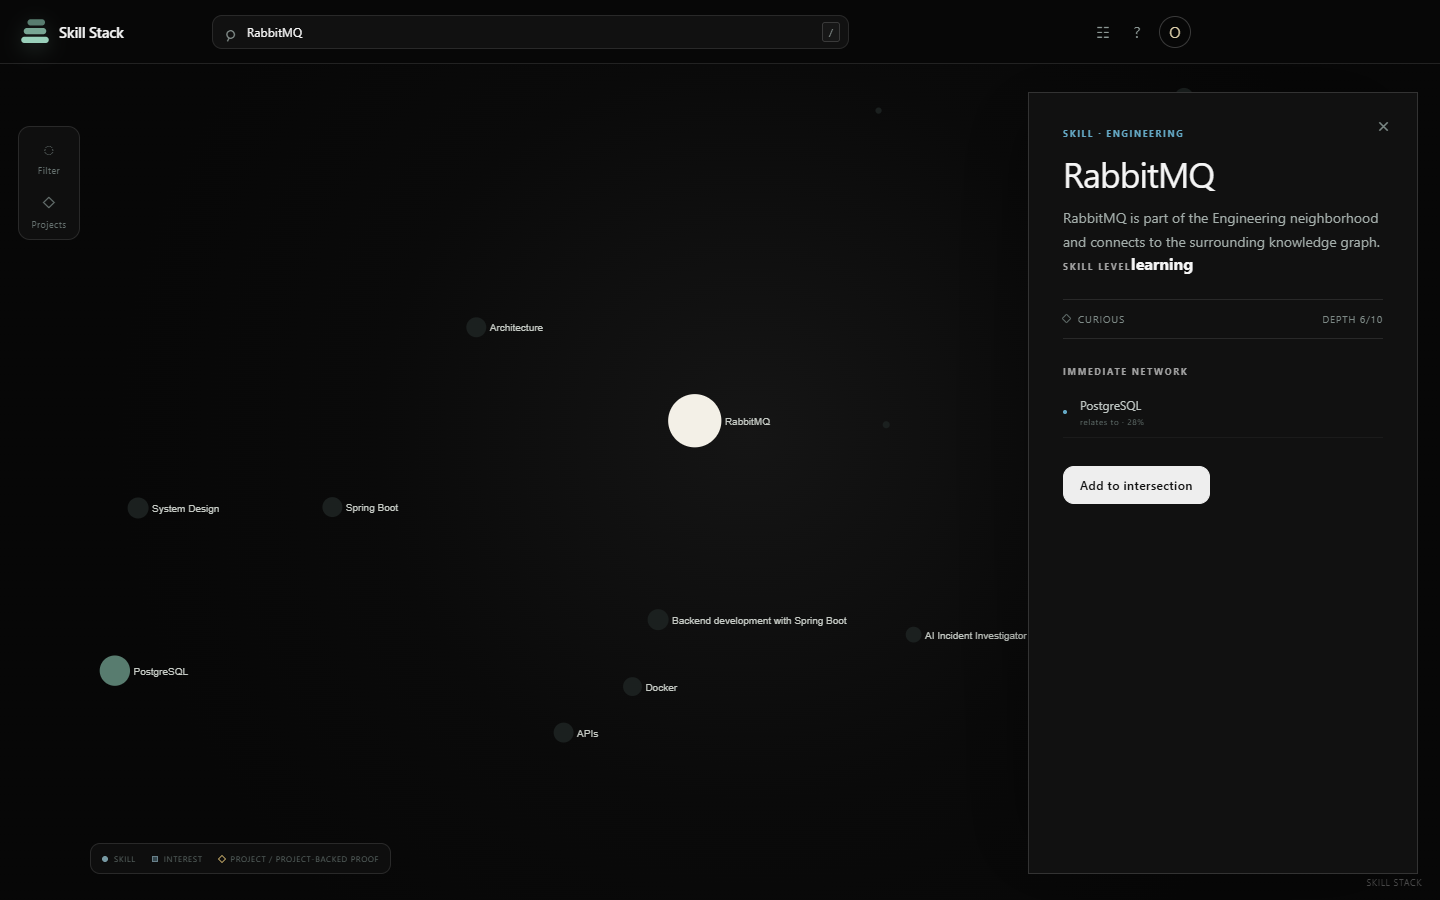 Skill Stack
RabbitMQ
/
?
O
Filter
Projects
SKILL · ENGINEERING
RabbitMQ
RabbitMQ is part of the Engineering neighborhood
and connects to the surrounding knowledge graph.
SKILL LEVEL learning
CURIOUS DEPTH 6/10
IMMEDIATE NETWORK
PostgreSQL
relates to · 28%
Add to intersection
Architecture
RabbitMQ
System Design
Spring Boot
Backend development with Spring Boot
AI Incident Investigator
PostgreSQL
Docker
APIs
SKILL INTEREST PROJECT / PROJECT-BACKED PROOF
SKILL STACK